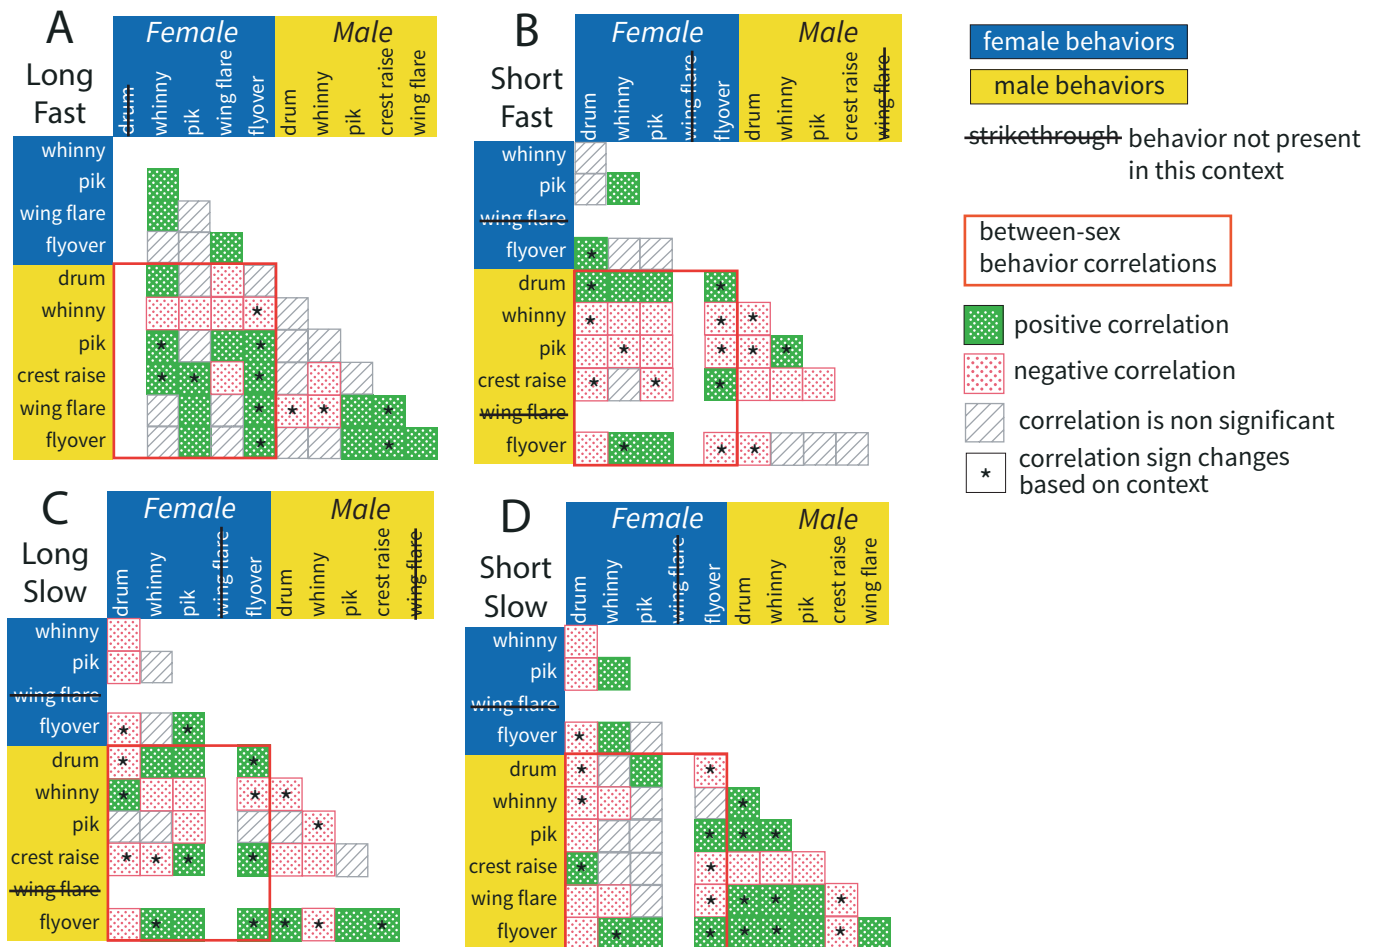 A
Long
Fast
Female
Male
drum
whinny
pik
wing flare
flyover
drum
whinny
pik
crest raise
wing flare
whinny
pik
wing flare
flyover
drum
whinny
*
pik
* *
crest raise
* * *
wing flare
* * * *
flyover
* *
B
Short
Fast
Female
Male
drum
whinny
pik
wing flare
flyover
drum
whinny
pik
crest raise
wing flare
whinny
pik
wing flare
flyover
*
drum
* *
whinny
* * *
pik
* * * *
crest raise
* * *
wing flare
flyover
* * *
female behaviors
male behaviors
strikethrough behavior not present
in this context
between-sex
behavior correlations
positive correlation
negative correlation
correlation is non significant
* correlation sign changes
based on context
C
Long
Slow
Female
Male
drum
whinny
pik
wing flare
flyover
drum
whinny
pik
crest raise
wing flare
whinny
pik
wing flare
flyover
* *
drum
* *
whinny
* * *
pik
*
crest raise
* * * *
wing flare
flyover
* * * * *
D
Short
Slow
Female
Male
drum
whinny
pik
wing flare
flyover
drum
whinny
pik
crest raise
wing flare
whinny
pik
wing flare
flyover
*
drum
* *
whinny
* *
pik
* * *
crest raise
* *
wing flare
* * * *
flyover
* * * * *